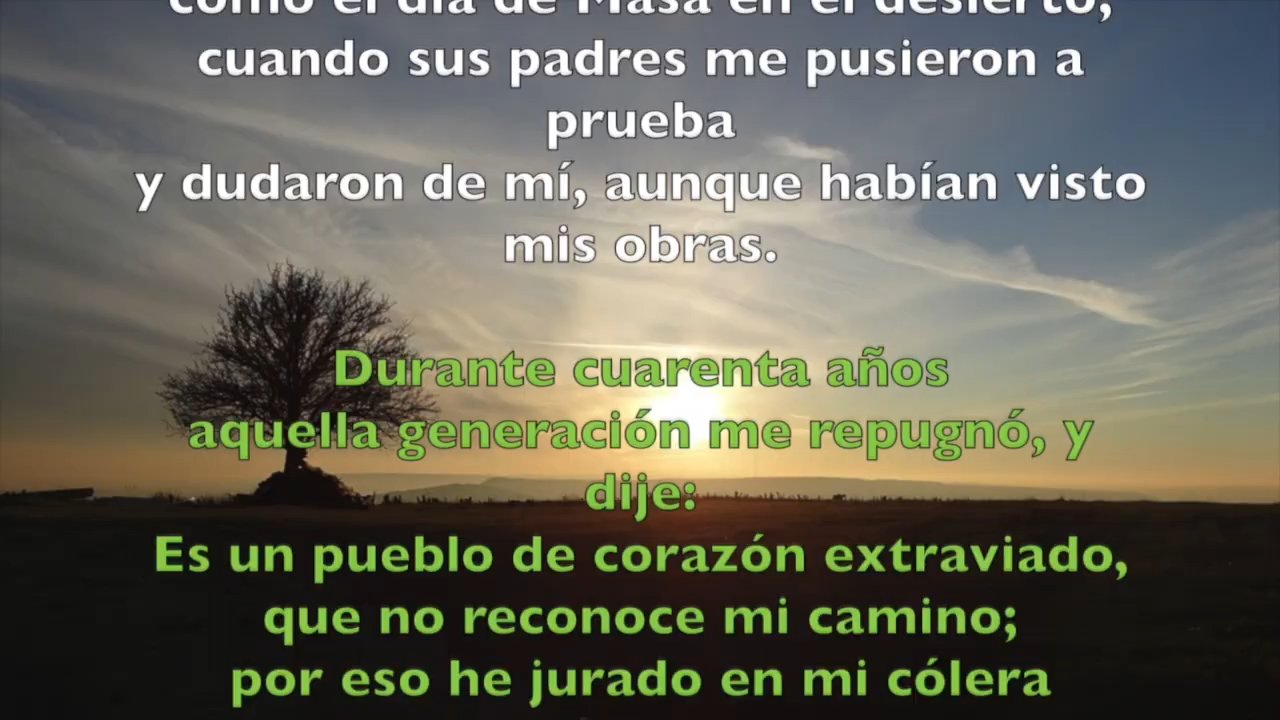 como el día de Masá en el desierto,
cuando sus padres me pusieron a
prueba
y dudaron de mí, aunque habían visto
mis obras.
Durante cuarenta años
aquella generación me repugnó, y
dije:
Es un pueblo de corazón extraviado,
que no reconoce mi camino;
por eso he jurado en mi cólera